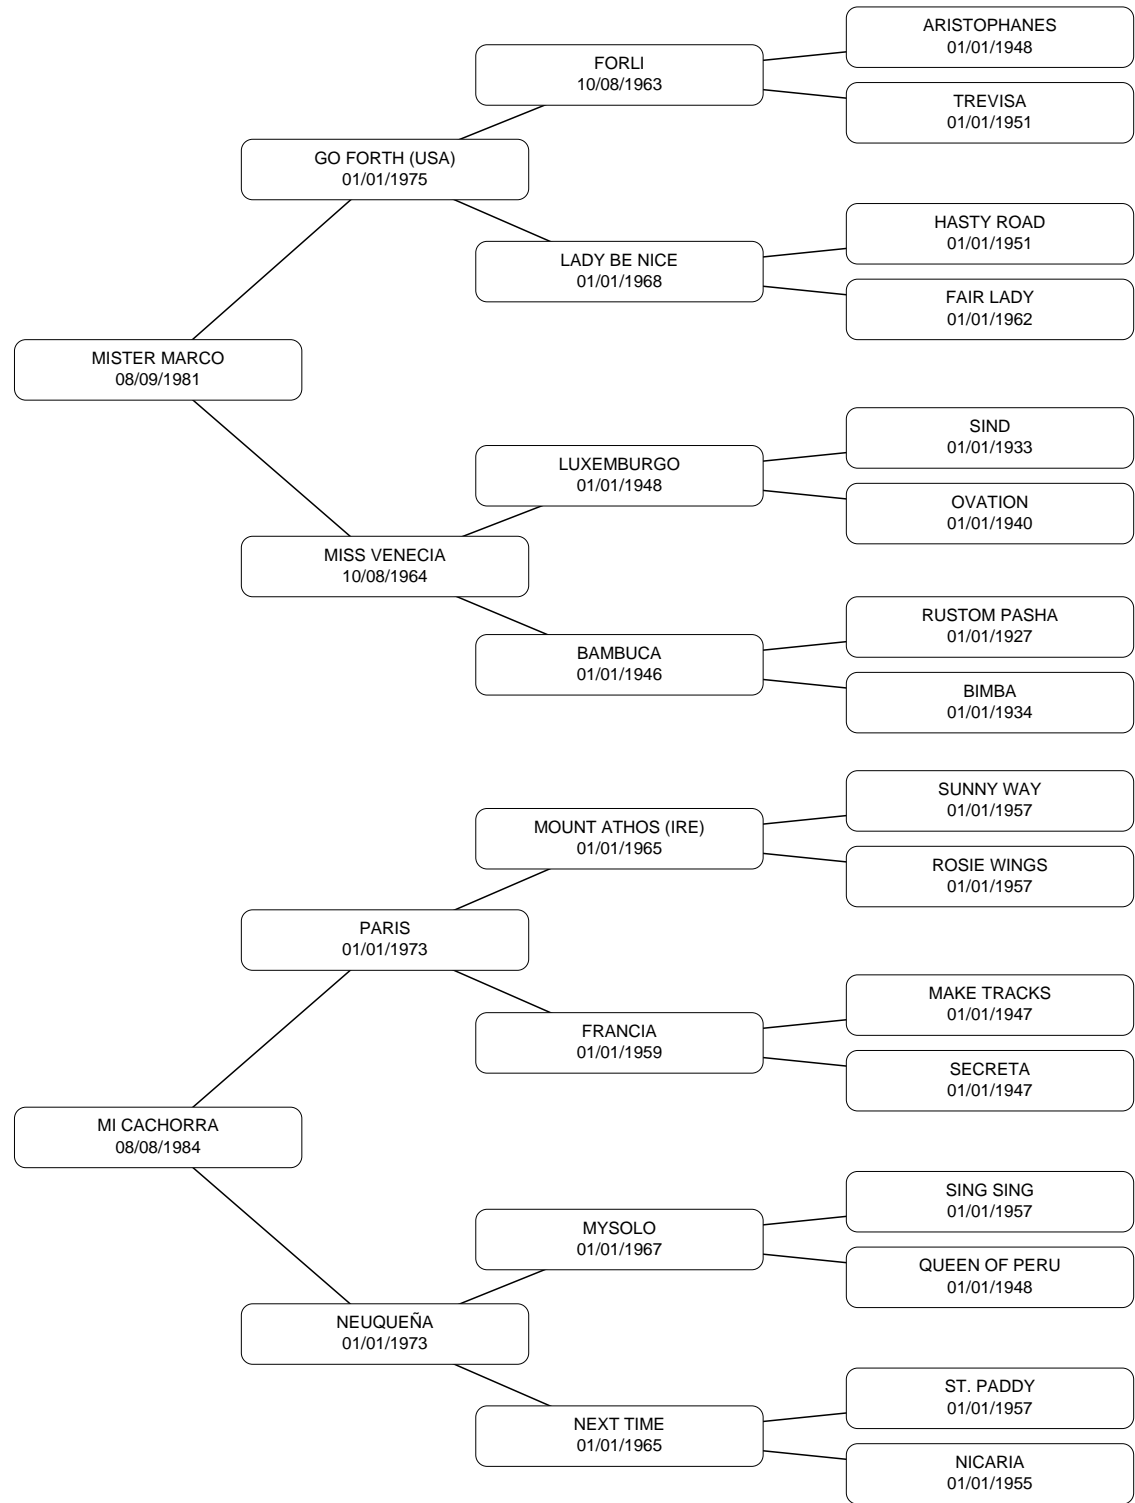 ARISTOPHANES
01/01/1948
FORLI
10/08/1963
TREVISA
01/01/1951
GO FORTH (USA)
01/01/1975
HASTY ROAD
01/01/1951
LADY BE NICE
01/01/1968
FAIR LADY
01/01/1962
MISTER MARCO
08/09/1981
SIND
01/01/1933
LUXEMBURGO
01/01/1948
OVATION
01/01/1940
MISS VENECIA
10/08/1964
RUSTOM PASHA
01/01/1927
BAMBUCA
01/01/1946
BIMBA
01/01/1934
SUNNY WAY
01/01/1957
MOUNT ATHOS (IRE)
01/01/1965
ROSIE WINGS
01/01/1957
PARIS
01/01/1973
MAKE TRACKS
01/01/1947
FRANCIA
01/01/1959
SECRETA
01/01/1947
MI CACHORRA
08/08/1984
SING SING
01/01/1957
MYSOLO
01/01/1967
QUEEN OF PERU
01/01/1948
NEUQUEÑA
01/01/1973
ST. PADDY
01/01/1957
NEXT TIME
01/01/1965
NICARIA
01/01/1955